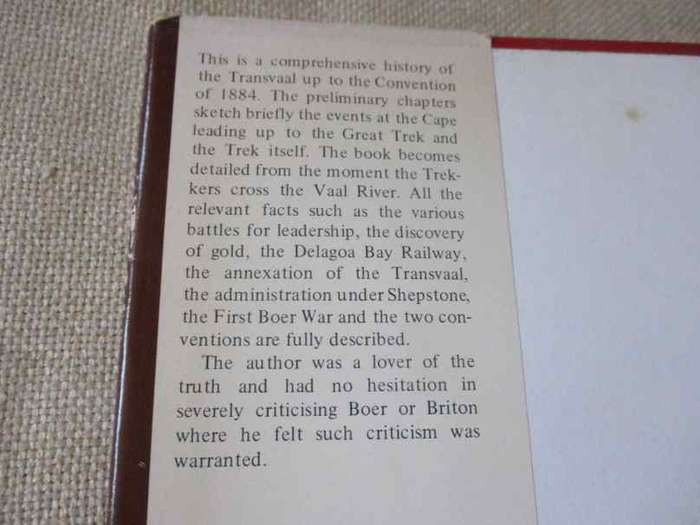 This is a comprehensive history of
the Transvaal up to the Convention
of 1884. The preliminary chapters
sketch briefly the events at the Cape
leading up to the Great Trek and
the Trek itself. The book becomes
detailed from the moment the Trek-
kers cross the Vaal River. All the
relevant facts such as the various
battles for leadership, the discovery
of gold, the Delagoa Bay Railway,
the annexation of the Transvaal,
the administration under Shepstone,
the First Boer War and the two con-
ventions are fully described.
The author was a lover of the
truth and had no hesitation in
severely criticising Boer or Briton
where he felt such criticism was
warranted.